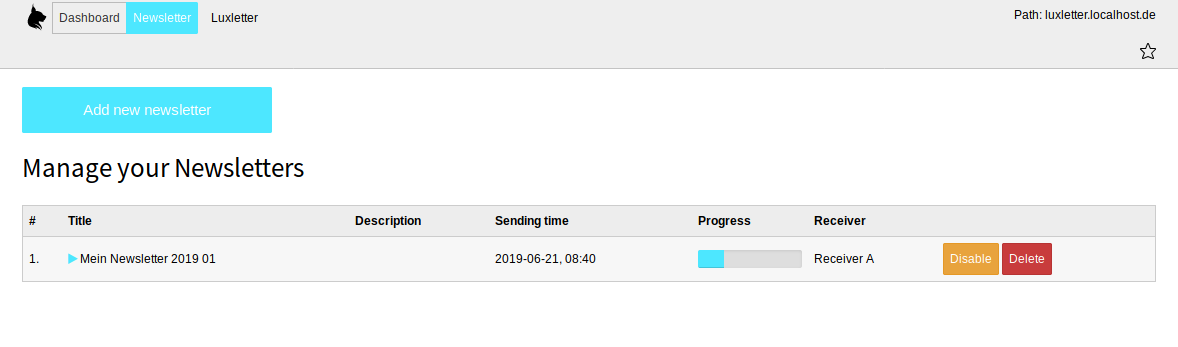 Dashboard Newsletter Luxletter Path: luxletter.localhost.de
Add new newsletter
Manage your Newsletters
# Title Description Sending time Progress Receiver
1. Mein Newsletter 2019 01 2019-06-21, 08:40 Receiver A Disable Delete